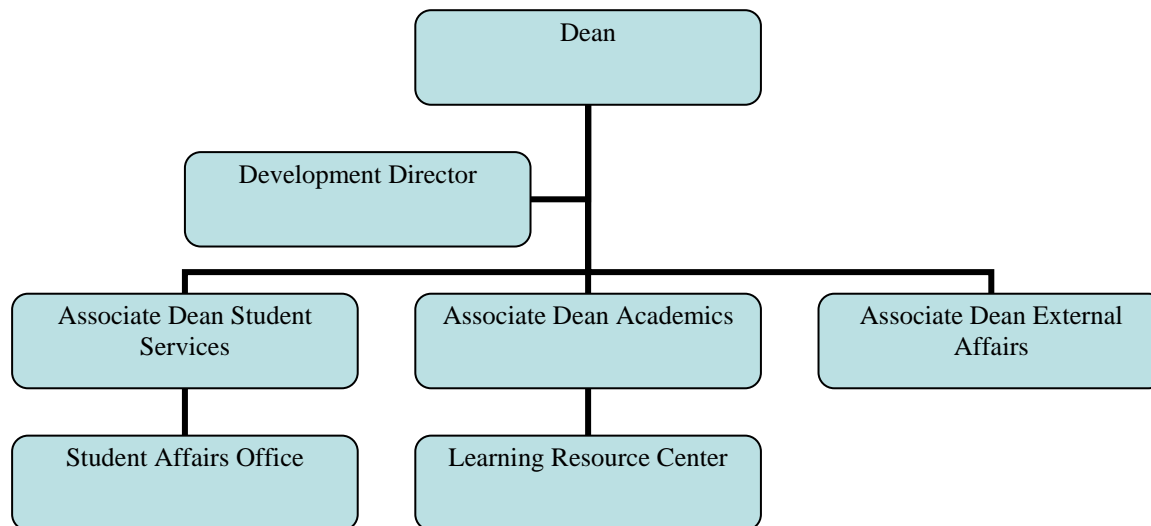 Dean
Development Director
Associate Dean Student
Services
Associate Dean Academics
Associate Dean External
Affairs
Student Affairs Office
Learning Resource Center